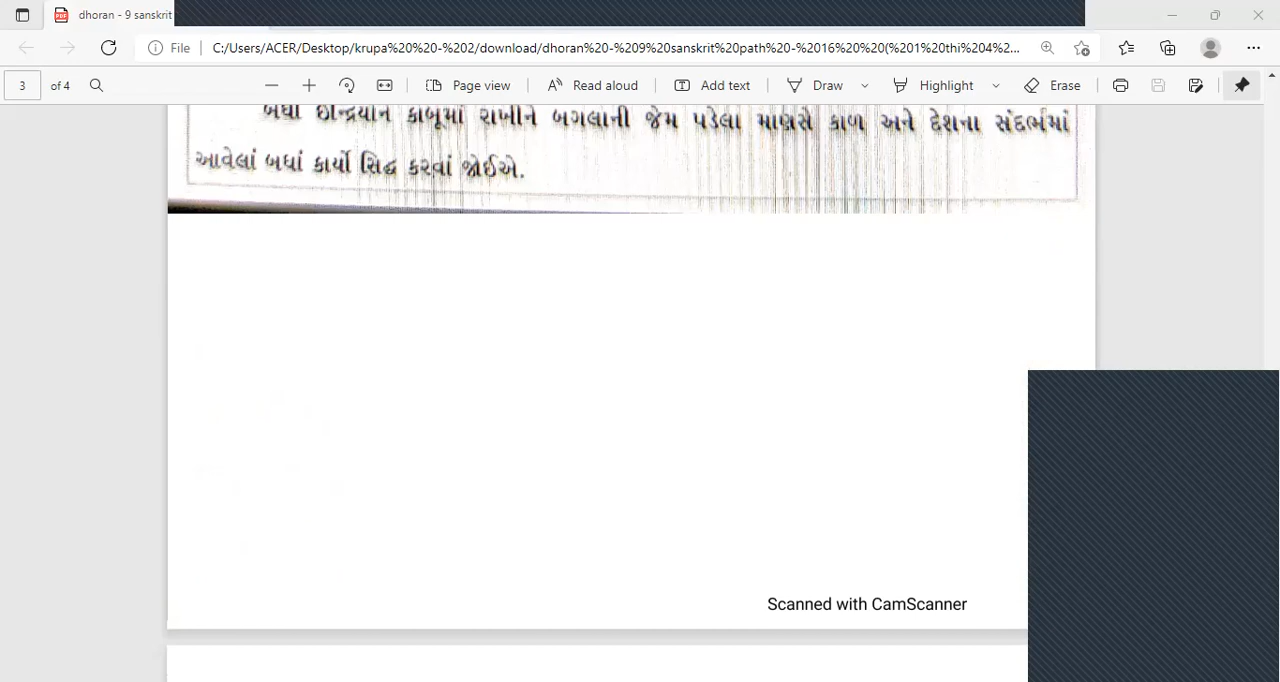 dhoran - 9 sanskrit
File C:/Users/ACER/Desktop/krupa%20%20-%202/download/dhoran%20-%209%20sanskrit%20path%20-%2016%20%20(%201%20thi%204%2...
3 of 4 Page view Read aloud Add text Draw Highlight Erase
બધી ઇન્દ્રિયોને કાબૂમાં રાખીને બગલાની જેમ પડેલા માણસે કાળ અને દેશના સંદર્ભમાં
આવેલાં બધાં કાર્યો સિદ્ધ કરવાં જોઈએ.
Scanned with CamScanner